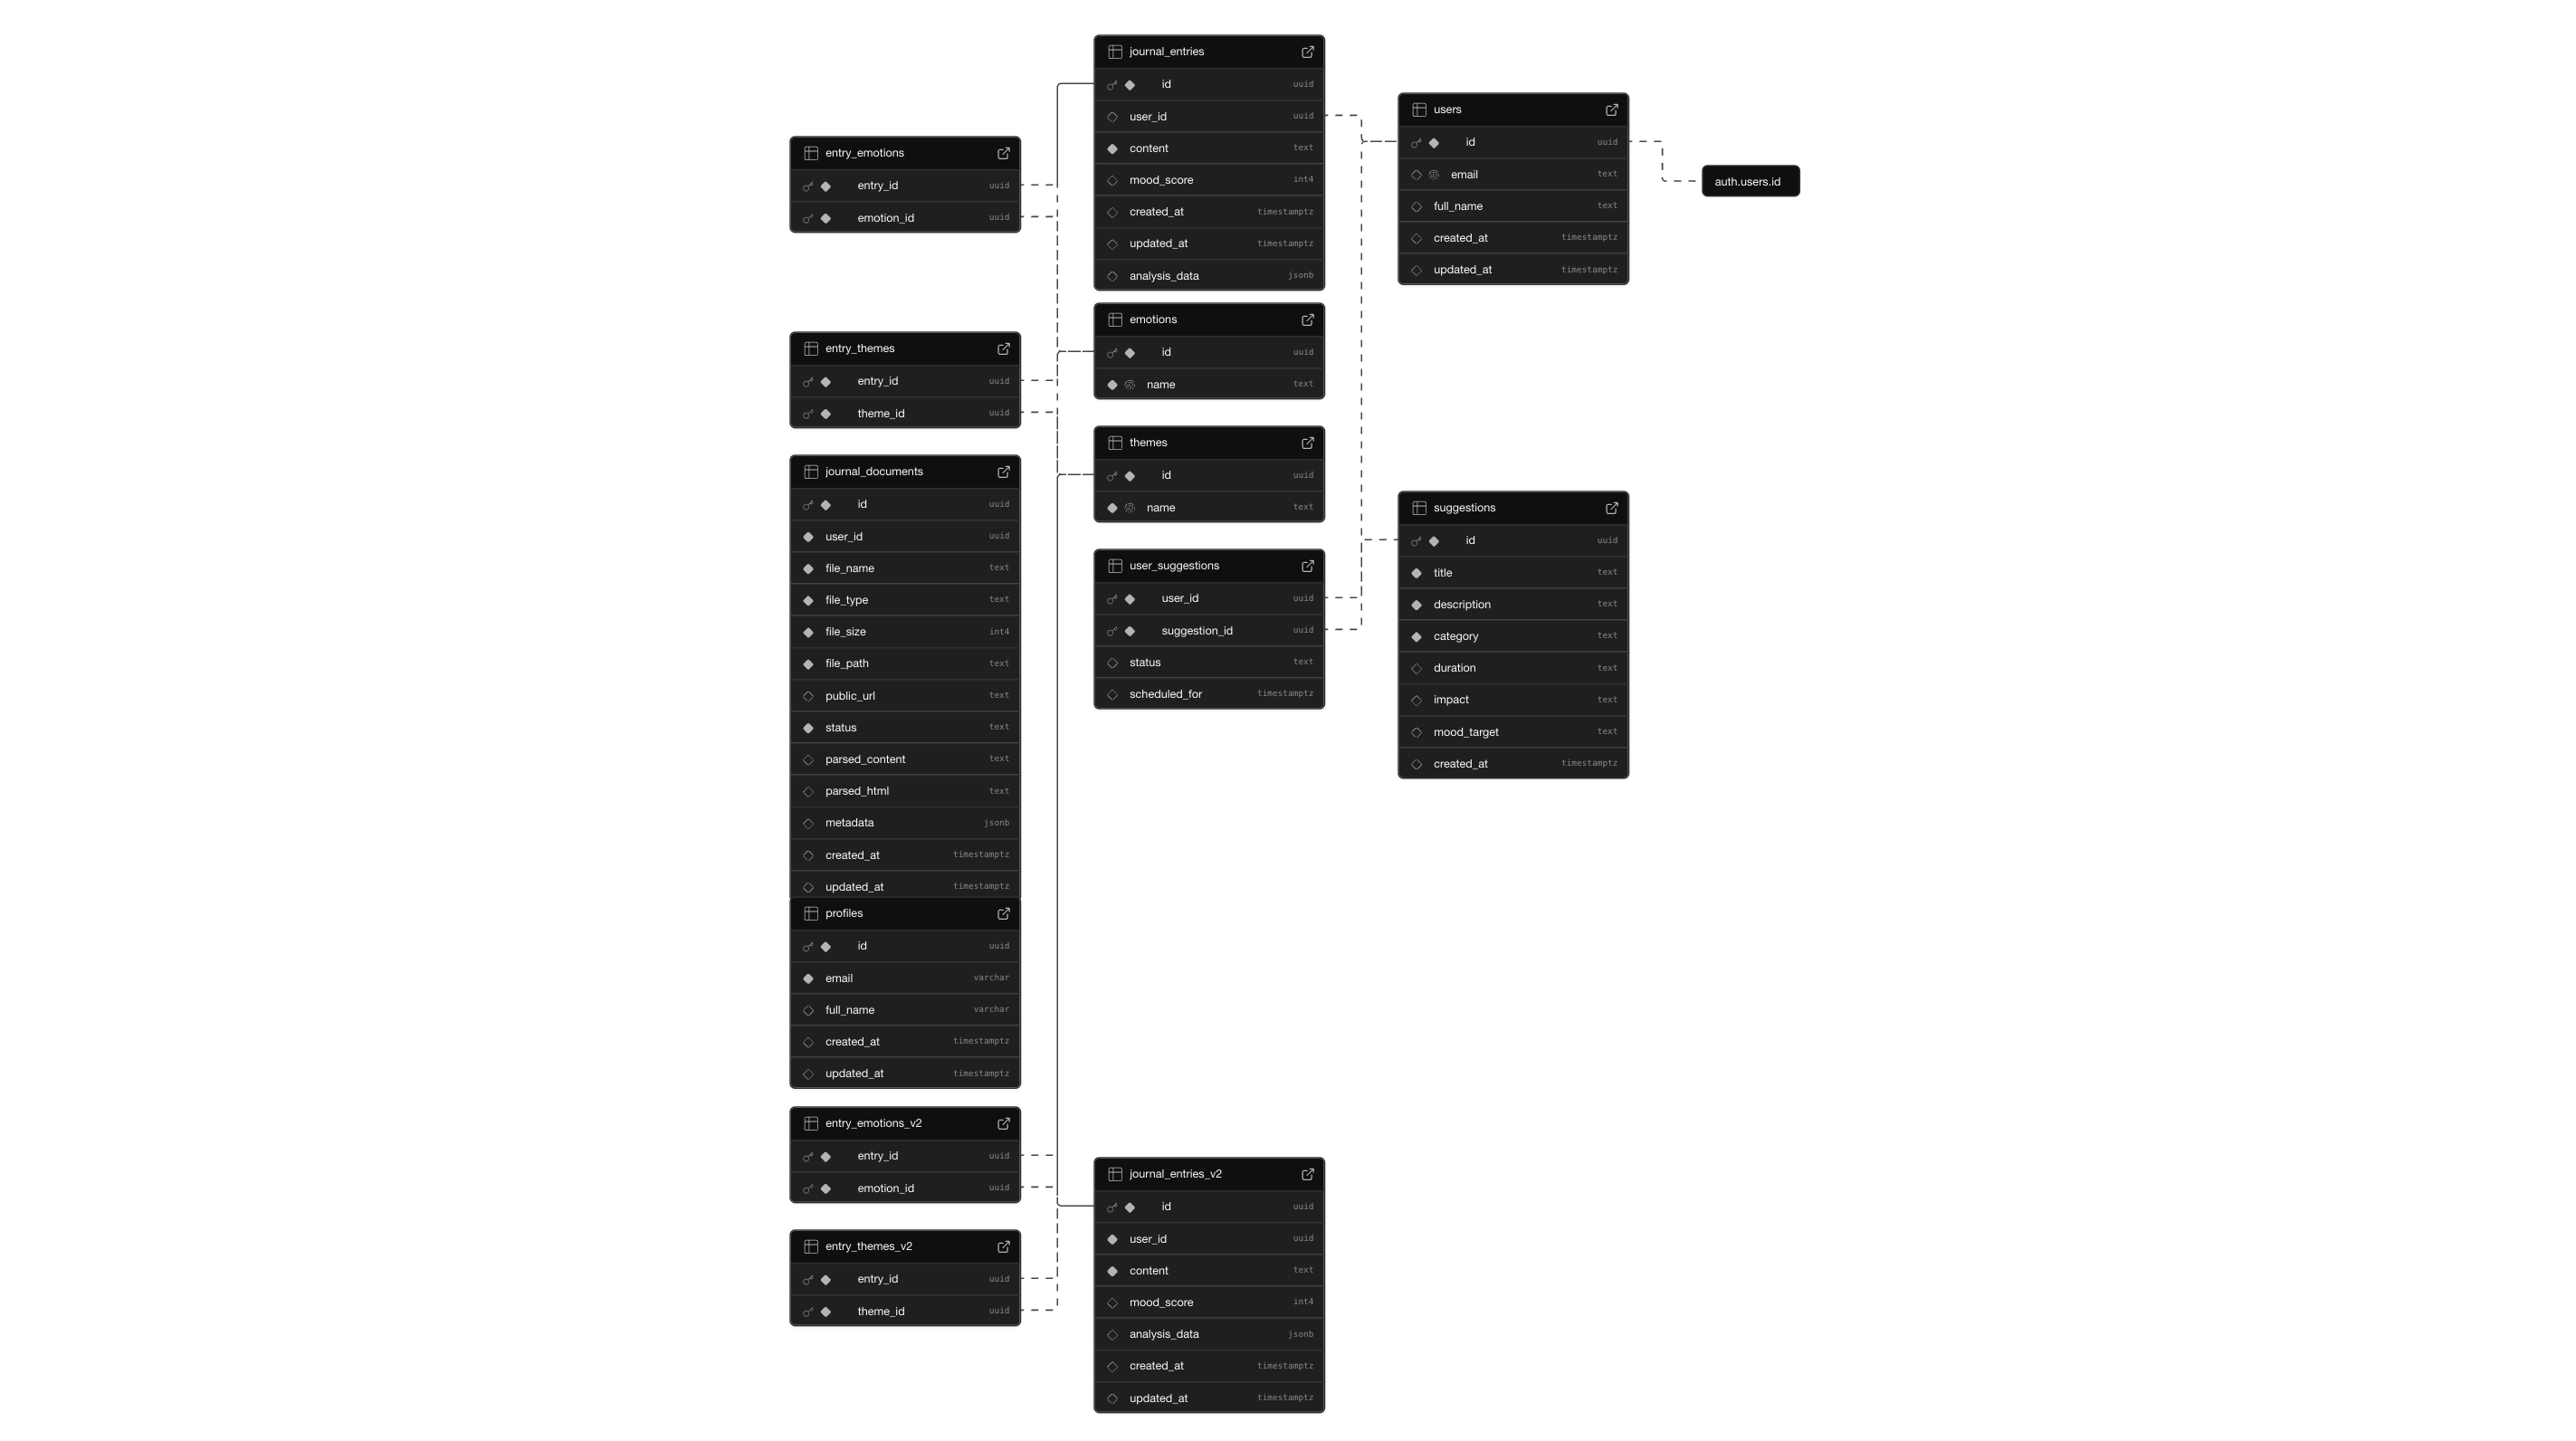 journal_entries
id uuid
user_id uuid
content text
mood_score int4
created_at timestamptz
updated_at timestamptz
analysis_data jsonb
users
id uuid
email text
full_name text
created_at timestamptz
updated_at timestamptz
auth.users.id
entry_emotions
entry_id uuid
emotion_id uuid
emotions
id uuid
name text
entry_themes
entry_id uuid
theme_id uuid
themes
id uuid
name text
journal_documents
id uuid
user_id uuid
file_name text
file_type text
file_size int4
file_path text
public_url text
status text
parsed_content text
parsed_html text
metadata jsonb
created_at timestamptz
updated_at timestamptz
user_suggestions
user_id uuid
suggestion_id uuid
status text
scheduled_for timestamptz
suggestions
id uuid
title text
description text
category text
duration text
impact text
mood_target text
created_at timestamptz
profiles
id uuid
email varchar
full_name varchar
created_at timestamptz
updated_at timestamptz
entry_emotions_v2
entry_id uuid
emotion_id uuid
entry_themes_v2
entry_id uuid
theme_id uuid
journal_entries_v2
id uuid
user_id uuid
content text
mood_score int4
analysis_data jsonb
created_at timestamptz
updated_at timestamptz